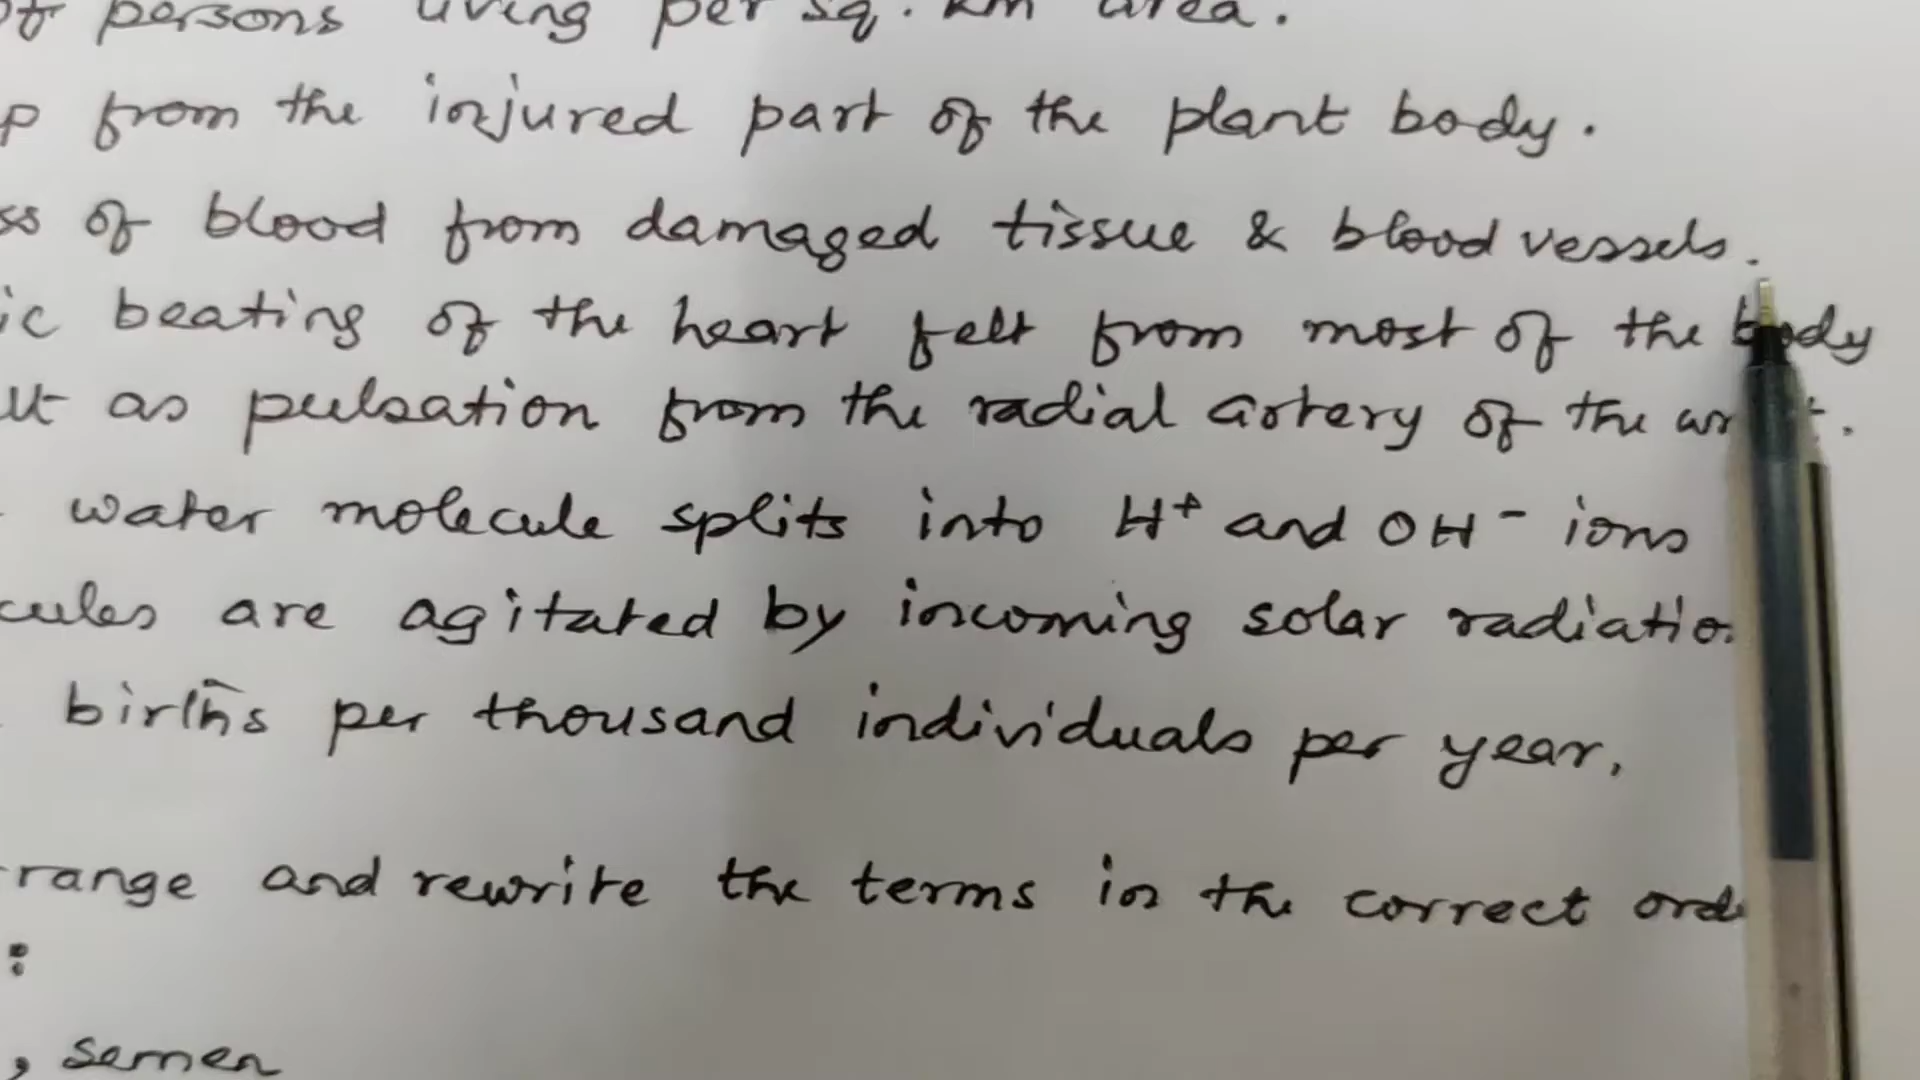 persons living per sq. km area.
from the injured part of the plant body.
of blood from damaged tissue & blood vessels.
beating of the heart felt from most of the body
as pulsation from the radial artery of the
water molecule splits into H+ and OH- ions
are agitated by incoming solar
births per thousand individuals per year.
and rewrite the terms in the correct
:
, semen